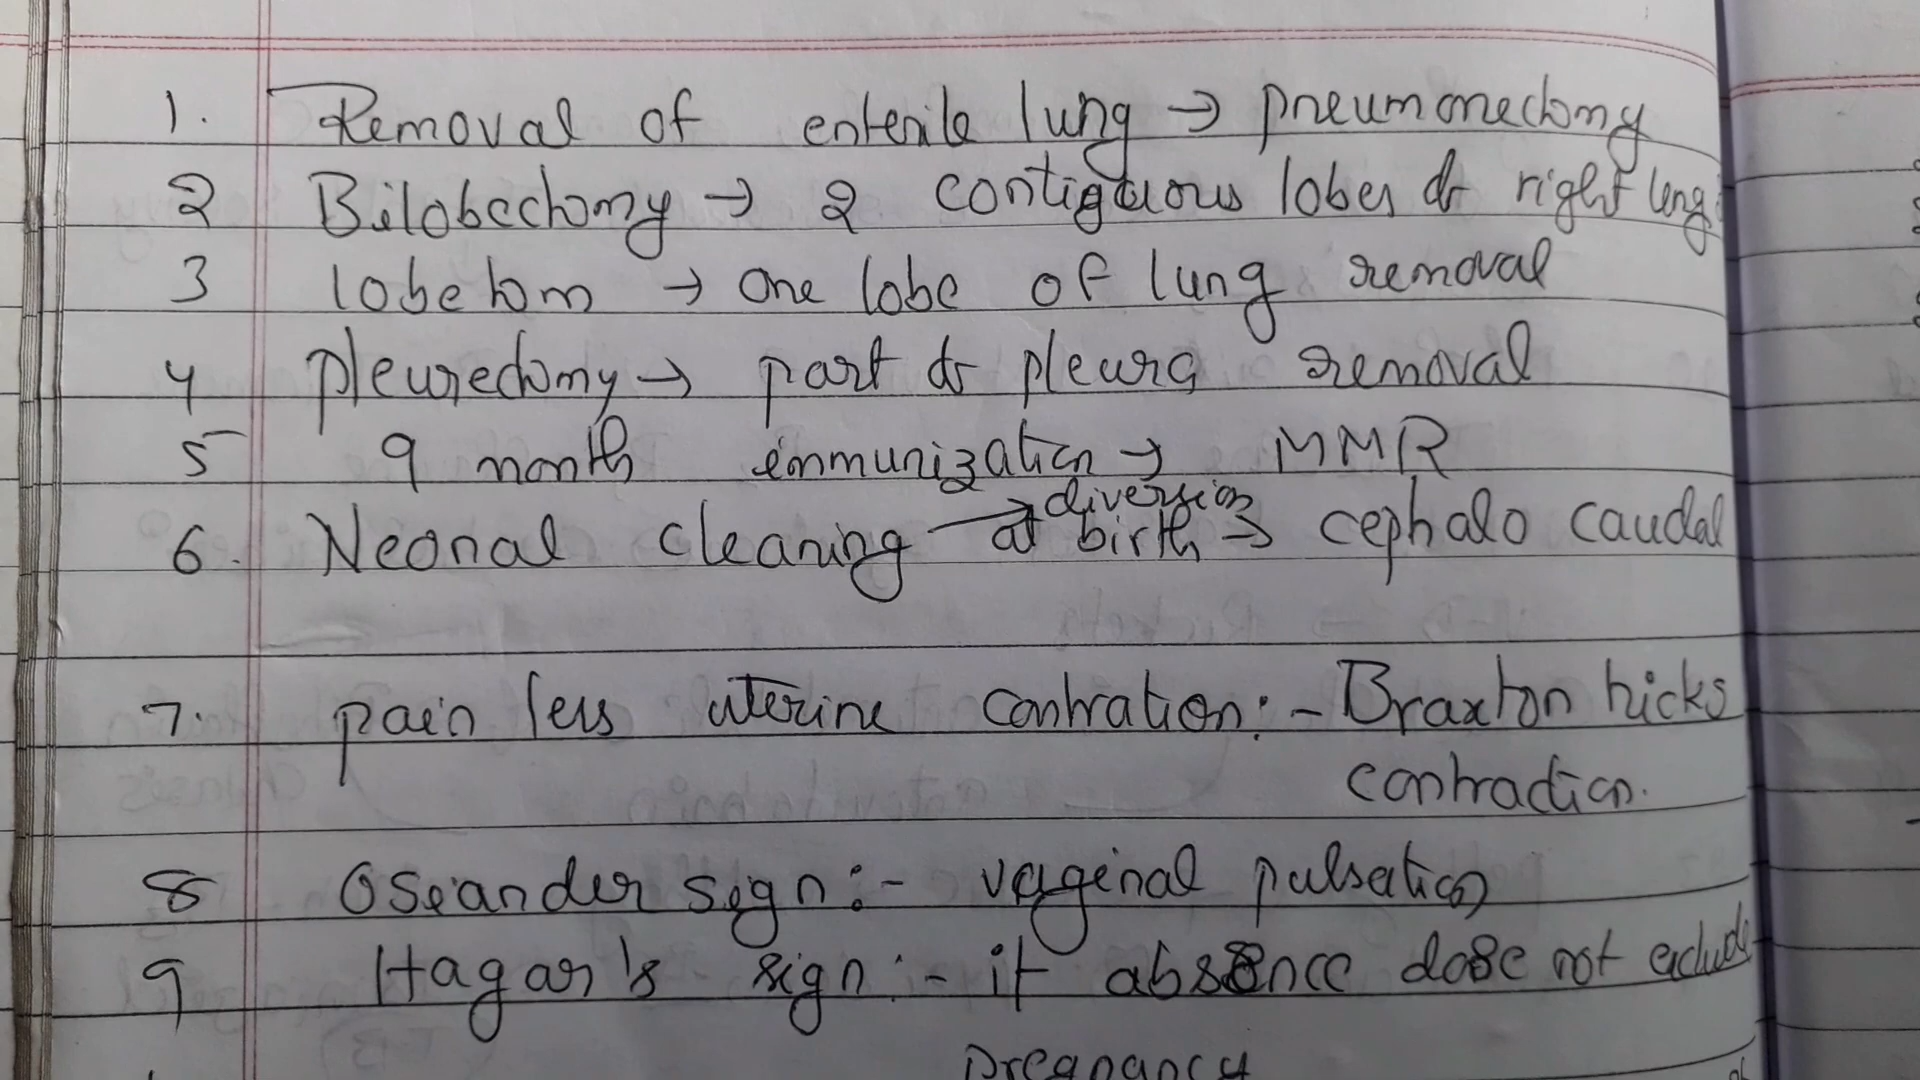 1. Removal of enterile lung → pneumonectomy
2 Bilobectomy → 2 contiguous lobes of right lung
3 lobetom → one lobe of lung removal
4 pleurectomy → part of pleura removal
5 9 month immunization → MMR
→ diversion
6. Neonal cleaning at birth → cephalo caudal
7. pain less uterine contration:- Braxton hicks
contraction.
8 Oseander sign:- vaginal pulsation
9 Hagar's sign:- it absence dose not exclude
pregnancy